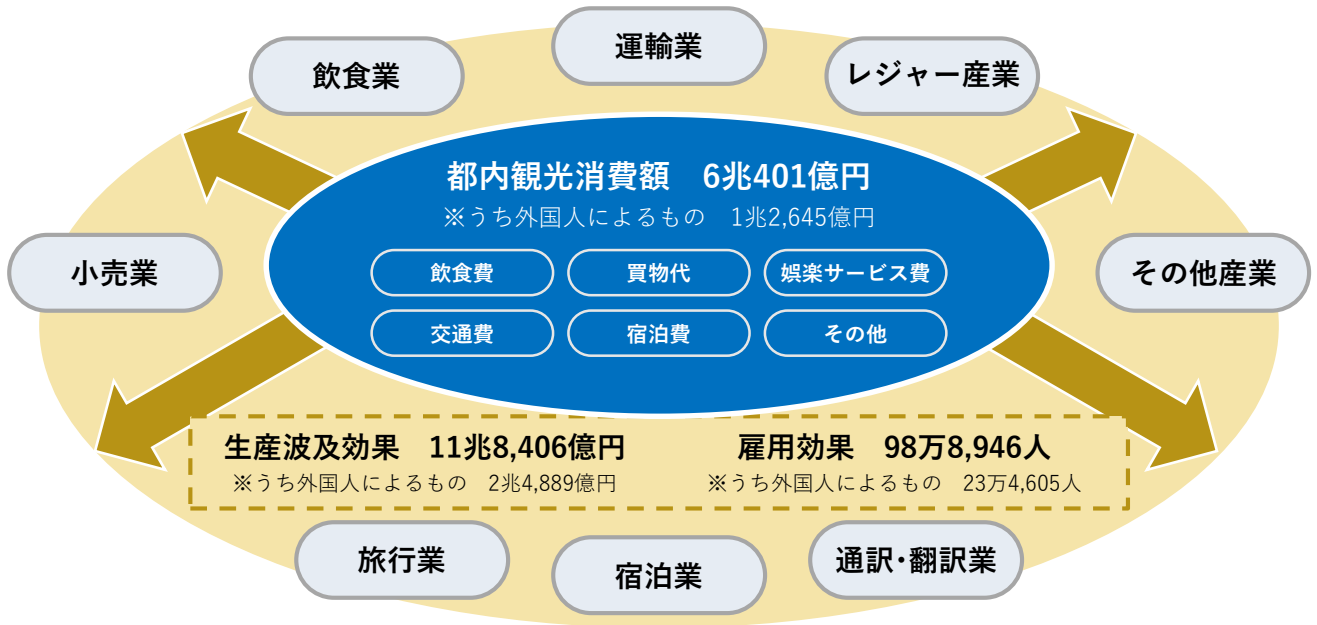 運輸業
飲食業
レジャー産業
都内観光消費額　6兆401億円
※うち外国人によるもの　1兆2,645億円
小売業
飲食費
買物代
娯楽サービス費
その他産業
交通費
宿泊費
その他
生産波及効果　11兆8,406億円
※うち外国人によるもの　2兆4,889億円
雇用効果　98万8,946人
※うち外国人によるもの　23万4,605人
旅行業
宿泊業
通訳・翻訳業